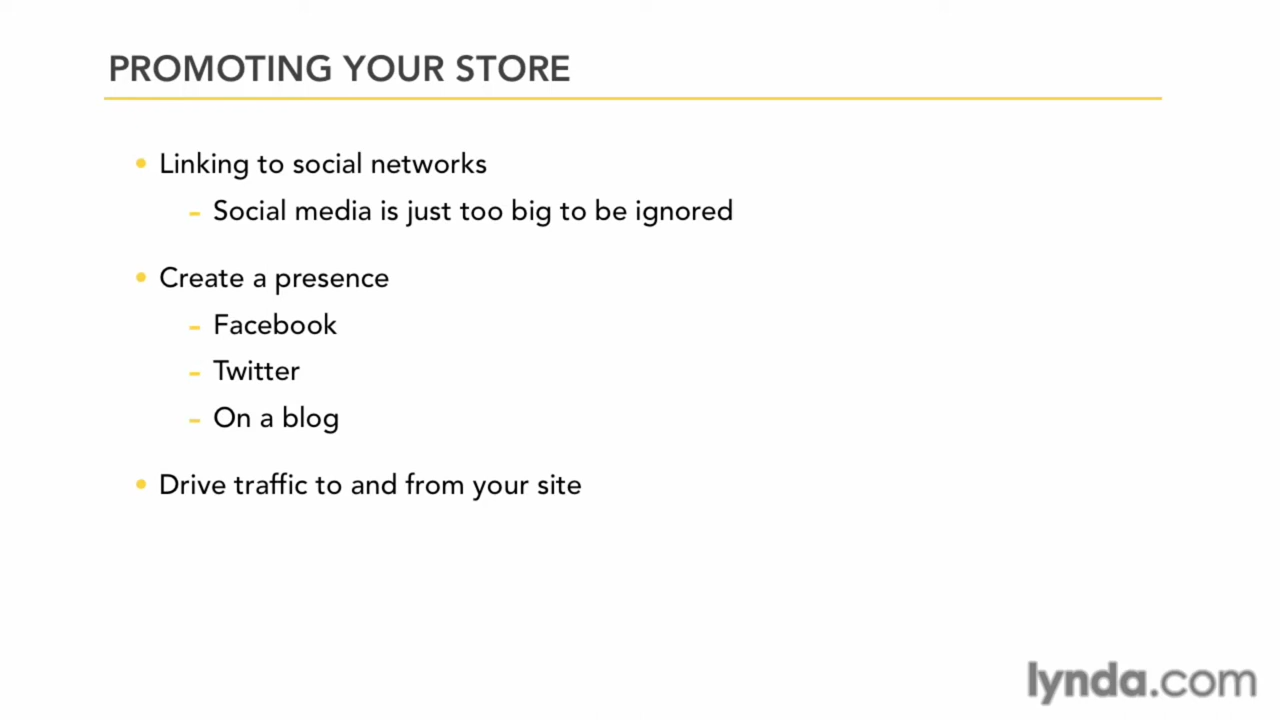 PROMOTING YOUR STORE
• Linking to social networks
– Social media is just too big to be ignored
• Create a presence
– Facebook
– Twitter
– On a blog
• Drive traffic to and from your site
lynda.com